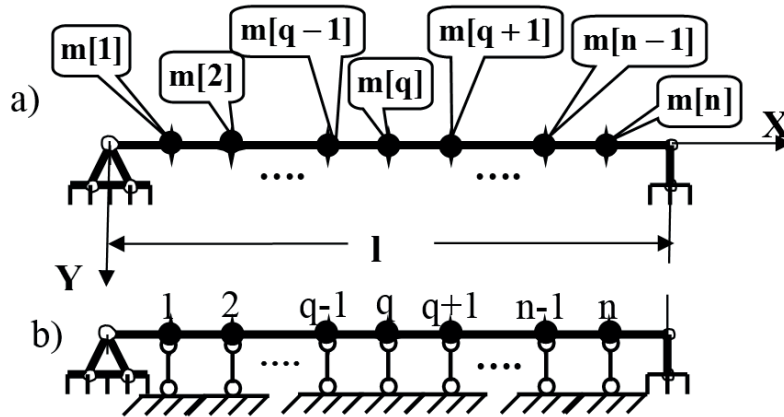 m[1]
m[2]
m[q − 1]
m[q]
m[q + 1]
m[n − 1]
m[n]
a)
X
....
....
l
Y
1 2 q-1 q q+1 n-1 n
b)
....
....